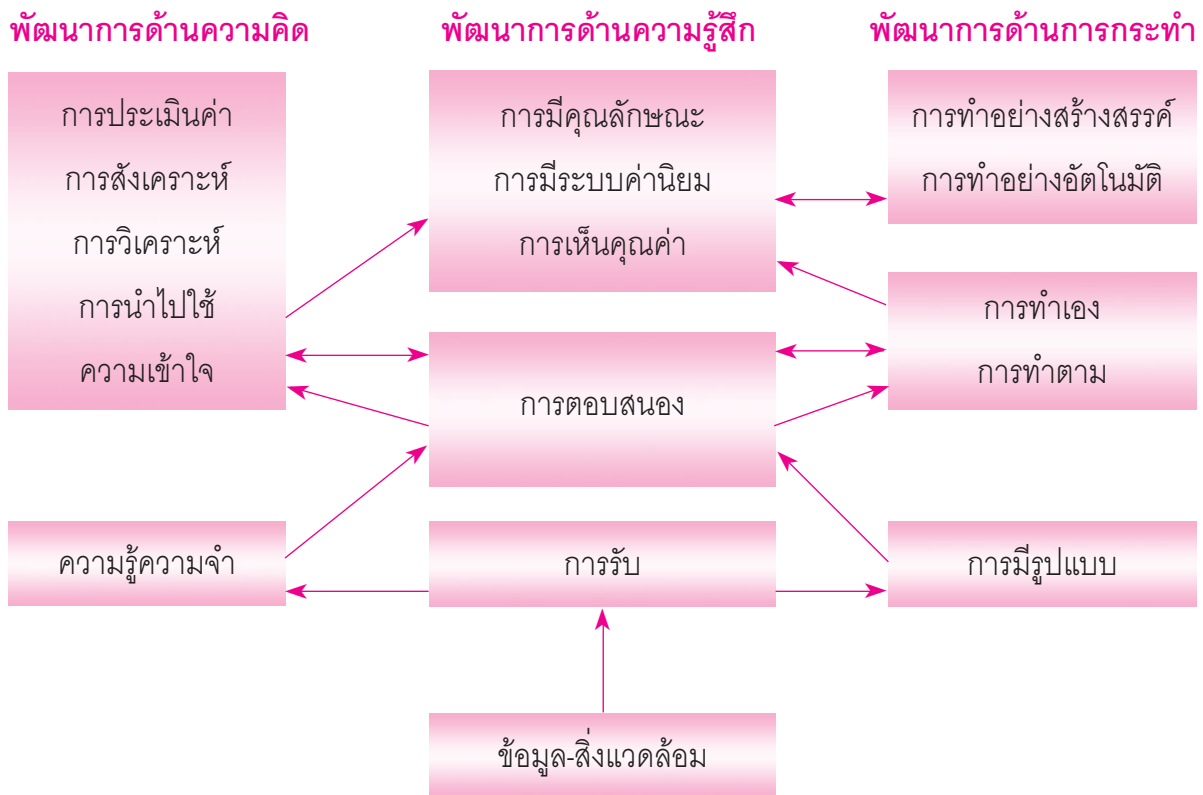 พัฒนาการด้านความคิด
การประเมินค่า
การสังเคราะห์
การวิเคราะห์
การนำไปใช้
ความเข้าใจ
ความรู้ความจำ
พัฒนาการด้านความรู้สึก
การมีคุณลักษณะ
การมีระบบค่านิยม
การเห็นคุณค่า
การตอบสนอง
การรับ
ข้อมูล-สิ่งแวดล้อม
พัฒนาการด้านการกระทำ
การทำอย่างสร้างสรรค์
การทำอย่างอัตโนมัติ
การทำเอง
การทำตาม
การมีรูปแบบ